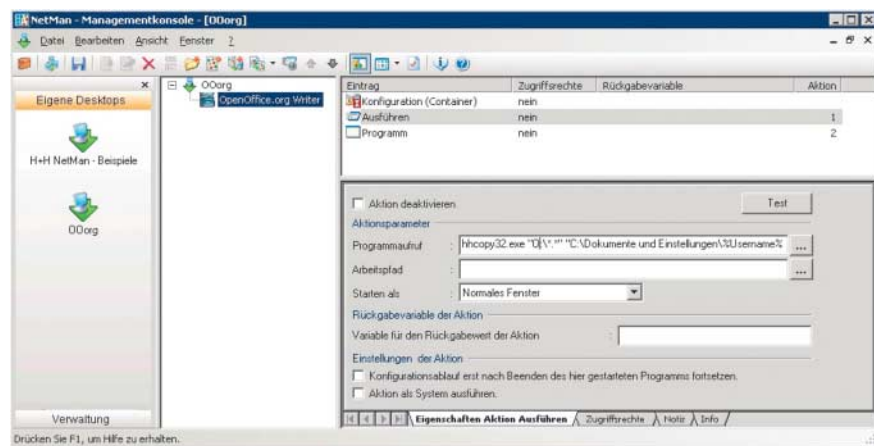 NetMan - Managementkonsole - [OOorg]
Datei Bearbeiten Ansicht Fenster ?
Eigene Desktops
H+H NetMan - Beispiele
OOorg
Verwaltung
OOorg
OpenOffice.org Writer
Eintrag Zugriffsrechte Rückgabevariable Aktion
Konfiguration (Container) nein
Ausführen nein 1
Programm nein 2
Aktion deaktivieren Test
Aktionsparameter
Programmaufruf : hhcopy32.exe "O:\*.*" "C:\Dokumente und Einstellungen\%Username% ...
Arbeitspfad : ...
Starten als : Normales Fenster
Rückgabevariable der Aktion
Variable für den Rückgabewert der Aktion :
Einstellungen der Aktion
Konfigurationsablauf erst nach Beenden des hier gestarteten Programms fortsetzen.
Aktion als System ausführen.
Eigenschaften Aktion Ausführen Zugriffsrechte Notiz Info
Drücken Sie F1, um Hilfe zu erhalten.